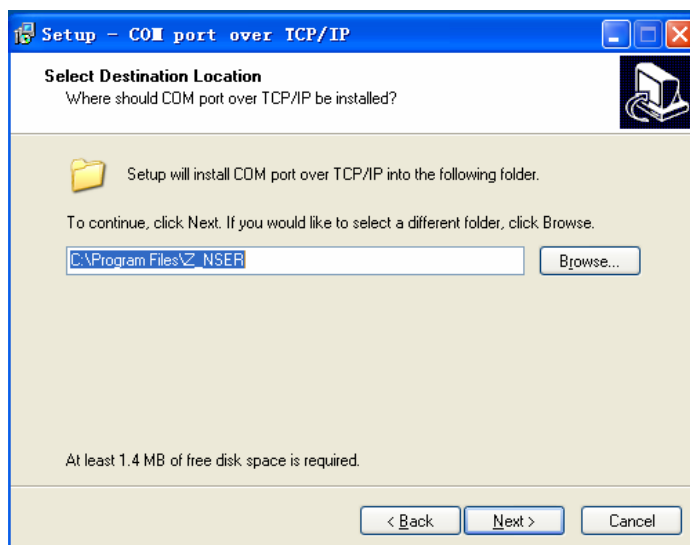 Setup - COM port over TCP/IP
Select Destination Location
Where should COM port over TCP/IP be installed?
Setup will install COM port over TCP/IP into the following folder.
To continue, click Next. If you would like to select a different folder, click Browse.
C:\Program Files\Z_NSER
Browse...
At least 1.4 MB of free disk space is required.
< Back
Next >
Cancel